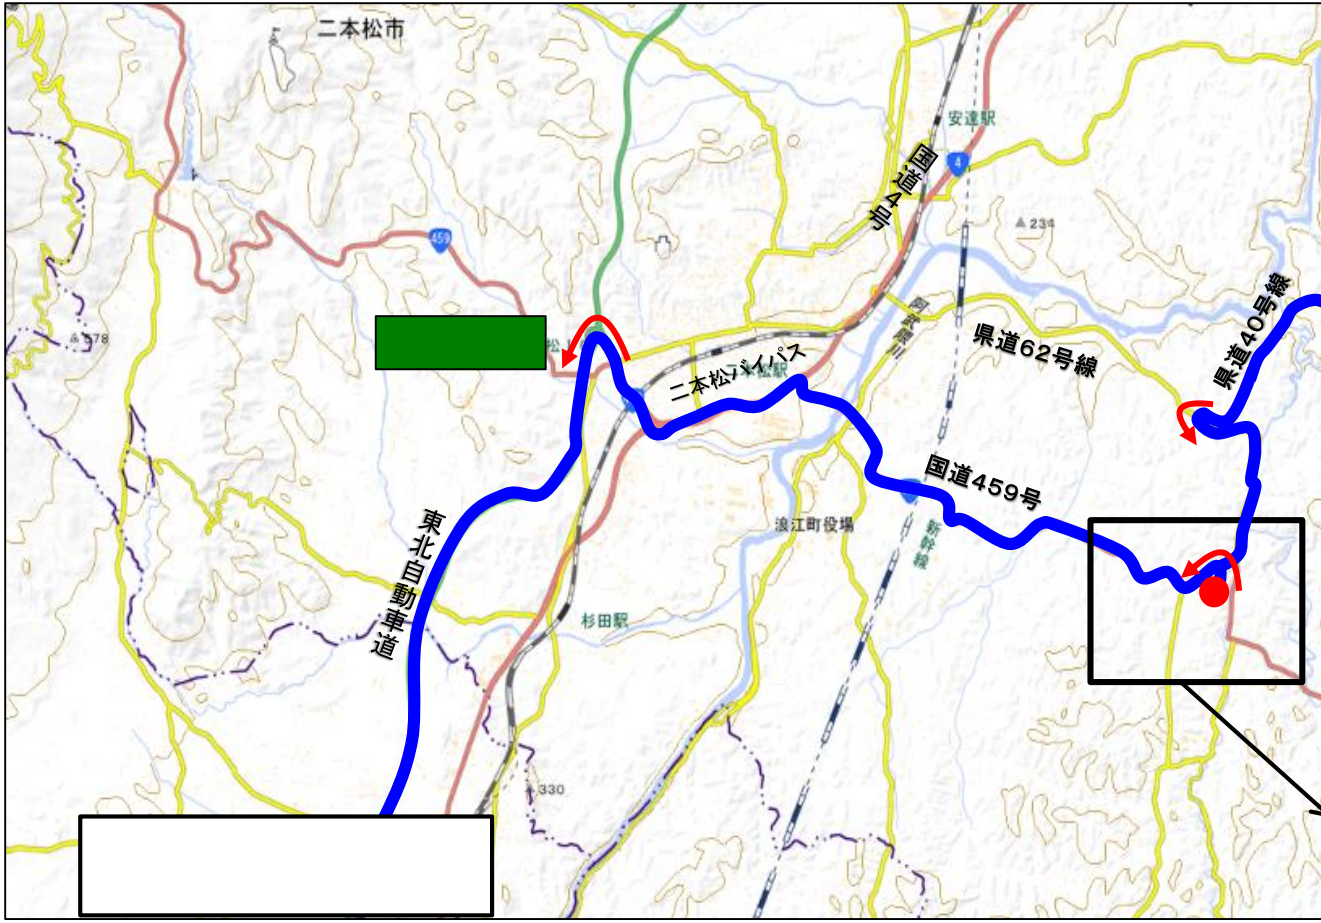 二本松市
安達駅
4
国道4号
234
459
県道40号線
阿武隈川
県道62号線
578
二本松バイパス
国道459号
浪江町役場
新幹線
東北自動車道
杉田駅
330